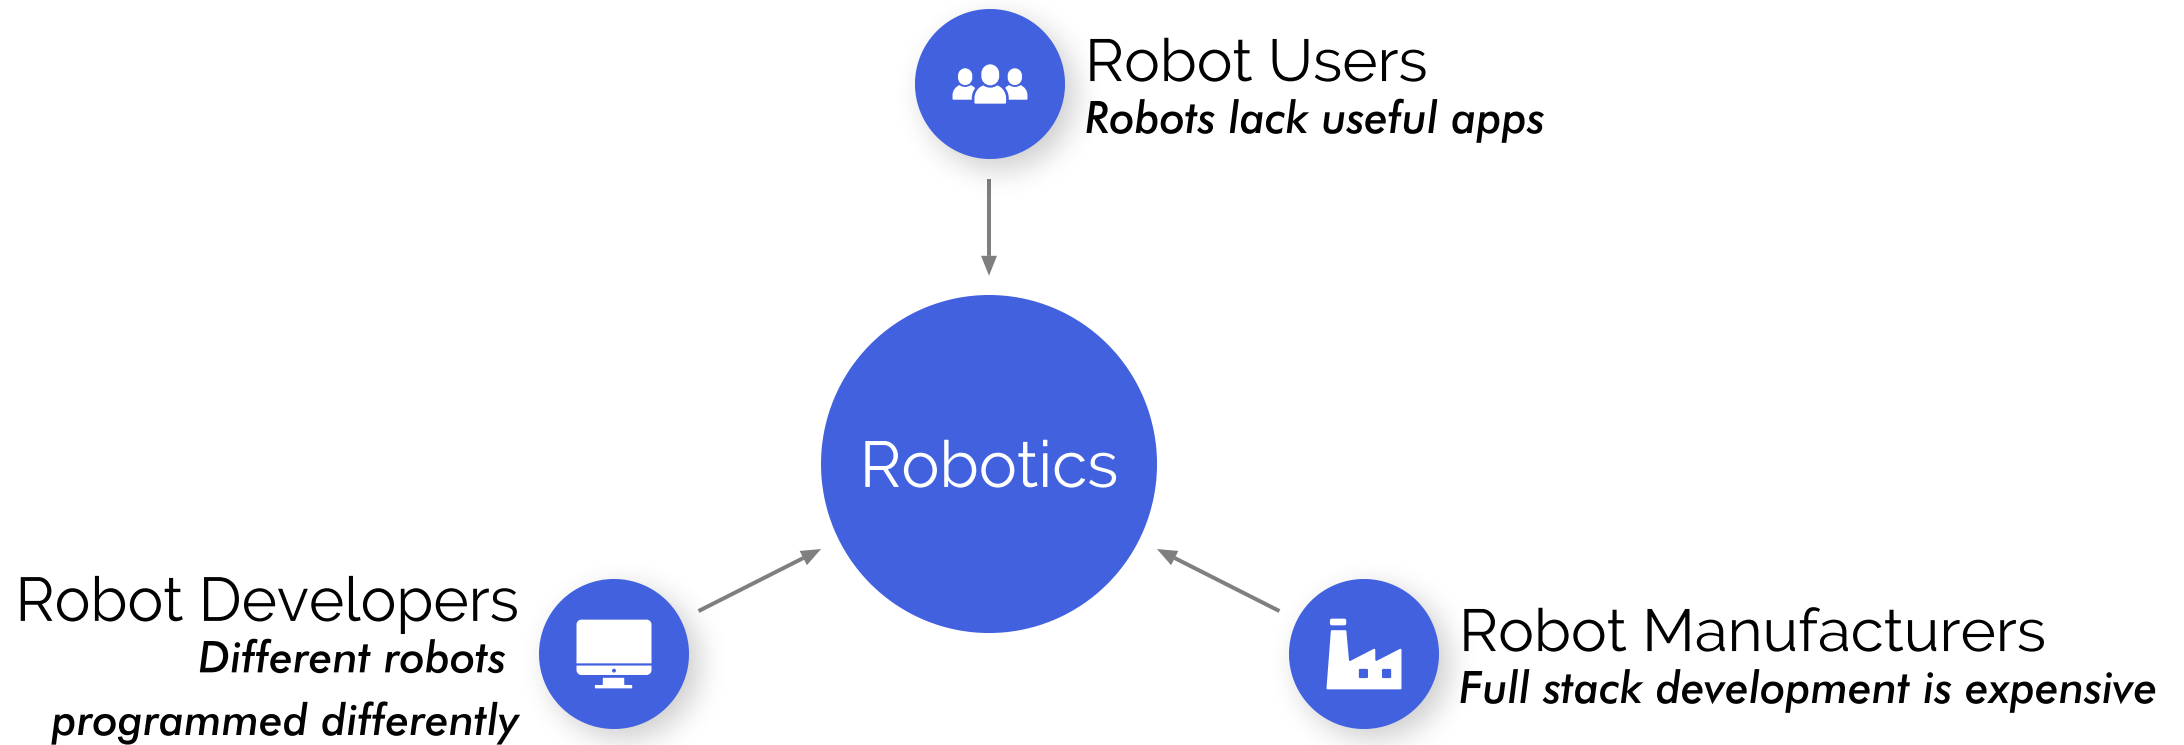 Robot Users
Robots lack useful apps
Robotics
Robot Developers
Different robots
programmed differently
Robot Manufacturers
Full stack development is expensive